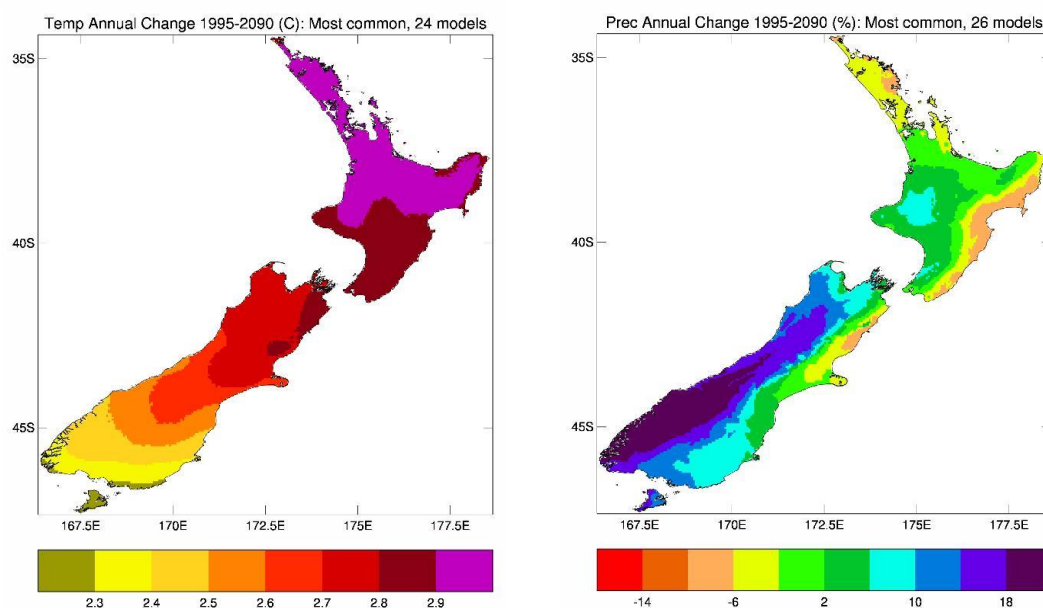 Temp Annual Change 1995-2090 (C): Most common, 24 models
35S
40S
45S
167.5E 170E 172.5E 175E 177.5E
2.3 2.4 2.5 2.6 2.7 2.8 2.9
Prec Annual Change 1995-2090 (%): Most common, 26 models
35S
40S
45S
167.5E 170E 172.5E 175E 177.5E
-14 -6 2 10 18